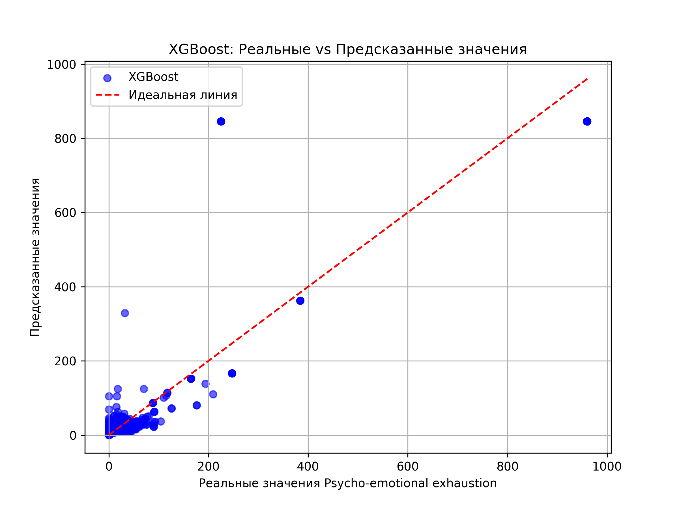 XGBoost: Реальные vs Предсказанные значения
XGBoost
Идеальная линия
Предсказанные значения
1000
800
600
400
200
0
0 200 400 600 800 1000
Реальные значения Psycho-emotional exhaustion